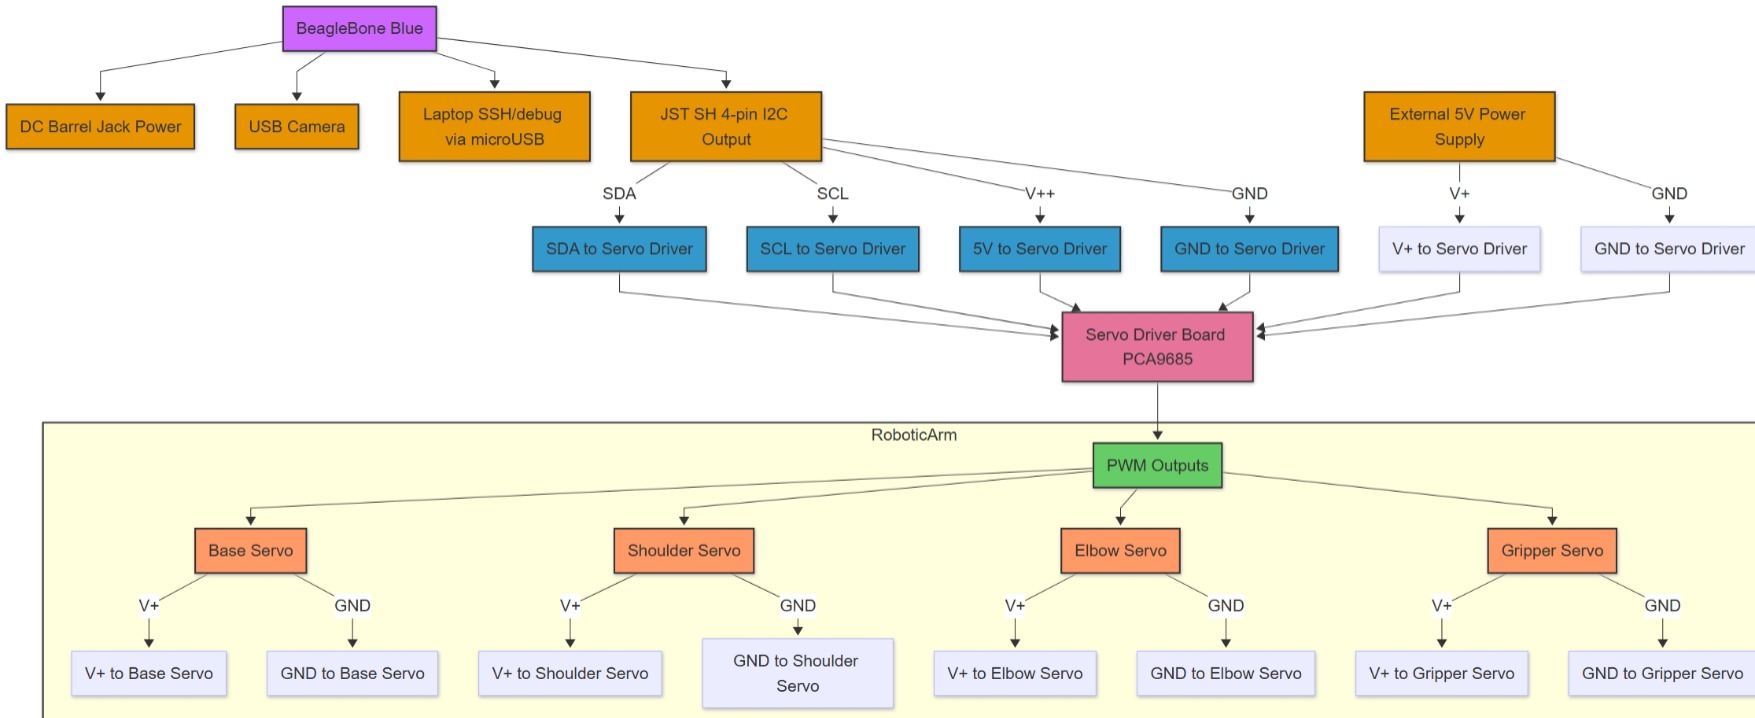 BeagleBone Blue
DC Barrel Jack Power
USB Camera
Laptop SSH/debug
via microUSB
JST SH 4-pin I2C
Output
External 5V Power
Supply
SDA
SCL
V++
GND
V+
GND
SDA to Servo Driver
SCL to Servo Driver
5V to Servo Driver
GND to Servo Driver
V+ to Servo Driver
GND to Servo Driver
Servo Driver Board
PCA9685
RoboticArm
PWM Outputs
Base Servo
Shoulder Servo
Elbow Servo
Gripper Servo
V+
GND
V+
GND
V+
GND
V+
GND
V+ to Base Servo
GND to Base Servo
V+ to Shoulder Servo
GND to Shoulder
Servo
V+ to Elbow Servo
GND to Elbow Servo
V+ to Gripper Servo
GND to Gripper Servo